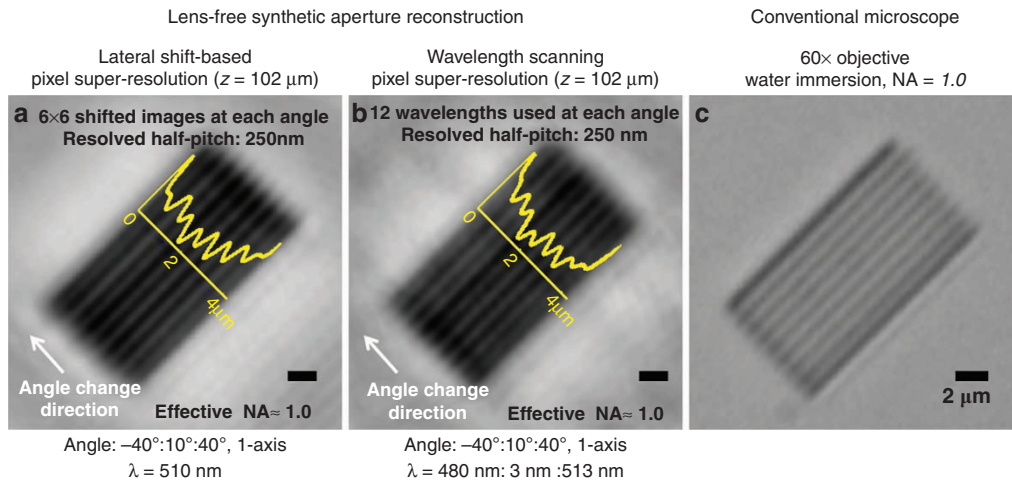 Lens-free synthetic aperture reconstruction
Conventional microscope
Lateral shift-based
pixel super-resolution (z = 102 μm)
Wavelength scanning
pixel super-resolution (z = 102 μm)
60× objective
water immersion, NA = 1.0
a 6×6 shifted images at each angle
Resolved half-pitch: 250nm
0
2
4μm
Angle change
direction
Effective NA≈ 1.0
b 12 wavelengths used at each angle
Resolved half-pitch: 250 nm
0
2
4μm
Angle change
direction
Effective NA≈ 1.0
c
2 μm
Angle: –40°:10°:40°, 1-axis
λ = 510 nm
Angle: –40°:10°:40°, 1-axis
λ = 480 nm: 3 nm :513 nm